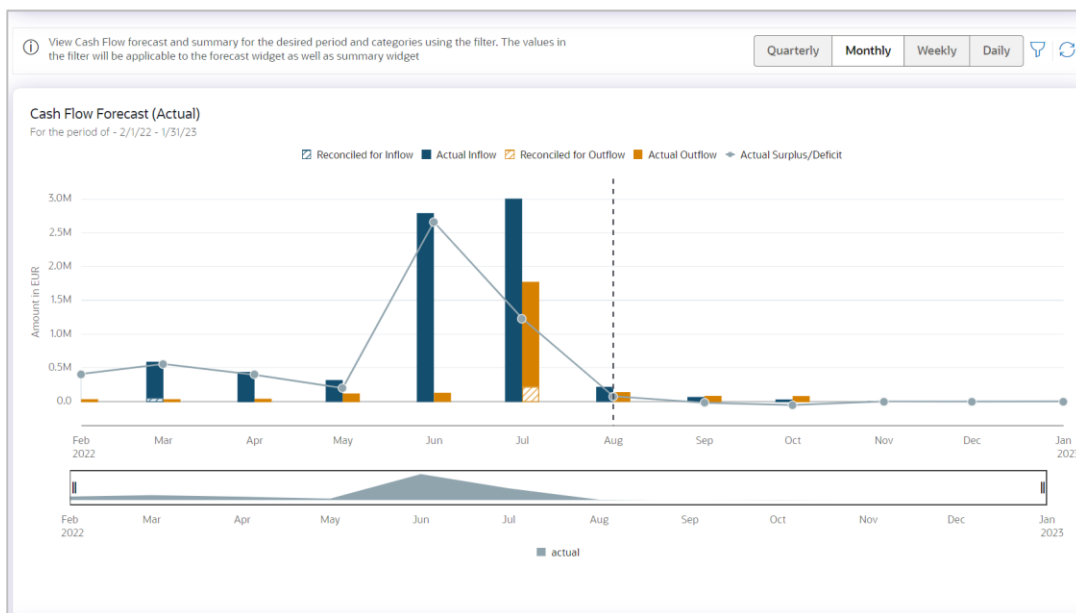 View Cash Flow forecast and summary for the desired period and categories using the filter. The values in
the filter will be applicable to the forecast widget as well as summary widget
Quarterly Monthly Weekly Daily
Cash Flow Forecast (Actual)
For the period of - 2/1/22 - 1/31/23
Reconciled for Inflow Actual Inflow Reconciled for Outflow Actual Outflow Actual Surplus/Deficit
Amount in EUR
3.0M
2.5M
2.0M
1.5M
1.0M
0.5M
0.0
Feb Mar Apr May Jun Jul Aug Sep Oct Nov Dec Jan
2022
Feb Mar Apr May Jun Jul Aug Sep Oct Nov Dec Jan
2022 2023
actual